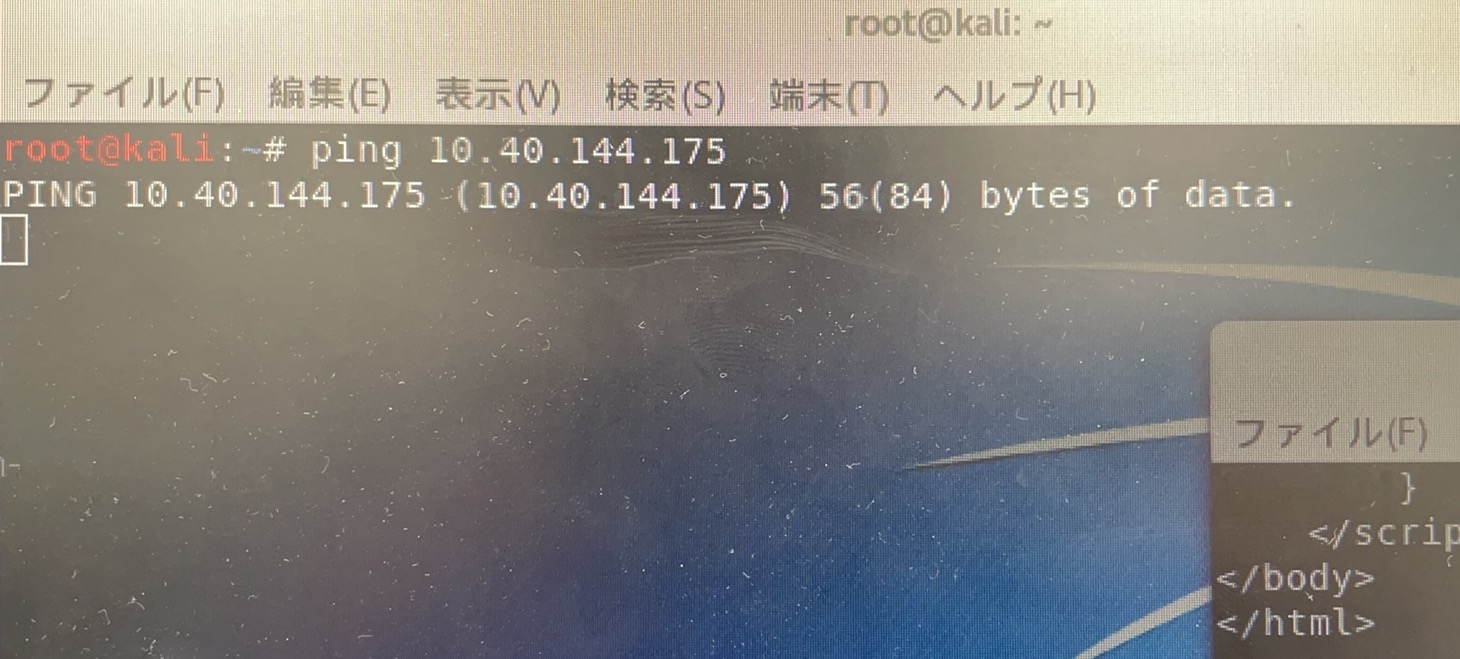 root@kali: ~
ファイル(F) 編集(E) 表示(V) 検索(S) 端末(T) ヘルプ(H)
root@kali:~# ping 10.40.144.175
PING 10.40.144.175 (10.40.144.175) 56(84) bytes of data.
ファイル(F)
}
</scrip
</body>
</html>